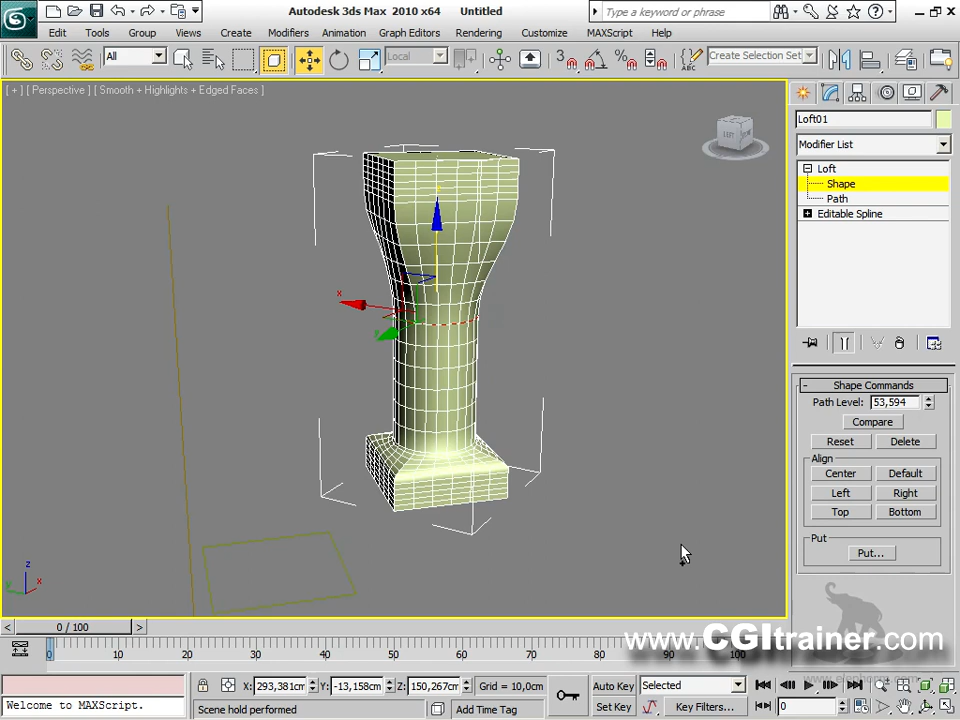 Autodesk 3ds Max 2010 x64 Untitled
Type a keyword or phrase
Edit Tools Group Views Create Modifiers Animation Graph Editors Rendering Customize MAXScript Help
All Local 3 Create Selection Set
[ + ] [ Perspective ] [ Smooth + Highlights + Edged Faces ]
Loft01
Modifier List
Loft
Shape
Path
Editable Spline
Shape Commands
Path Level: 53,594
Compare
Reset Delete
Align
Center Default
Left Right
Top Bottom
Put
Put...
x
y
z
x
y
0 / 100
0 10 20 30 40 50 60 70 80 90 100
www.CGItrainer.com
X: 293,381cm Y: -13,158cm Z: 150,267cm Grid = 10,0cm Auto Key Selected
Welcome to MAXScript. Scene hold performed Add Time Tag Set Key Key Filters... 0